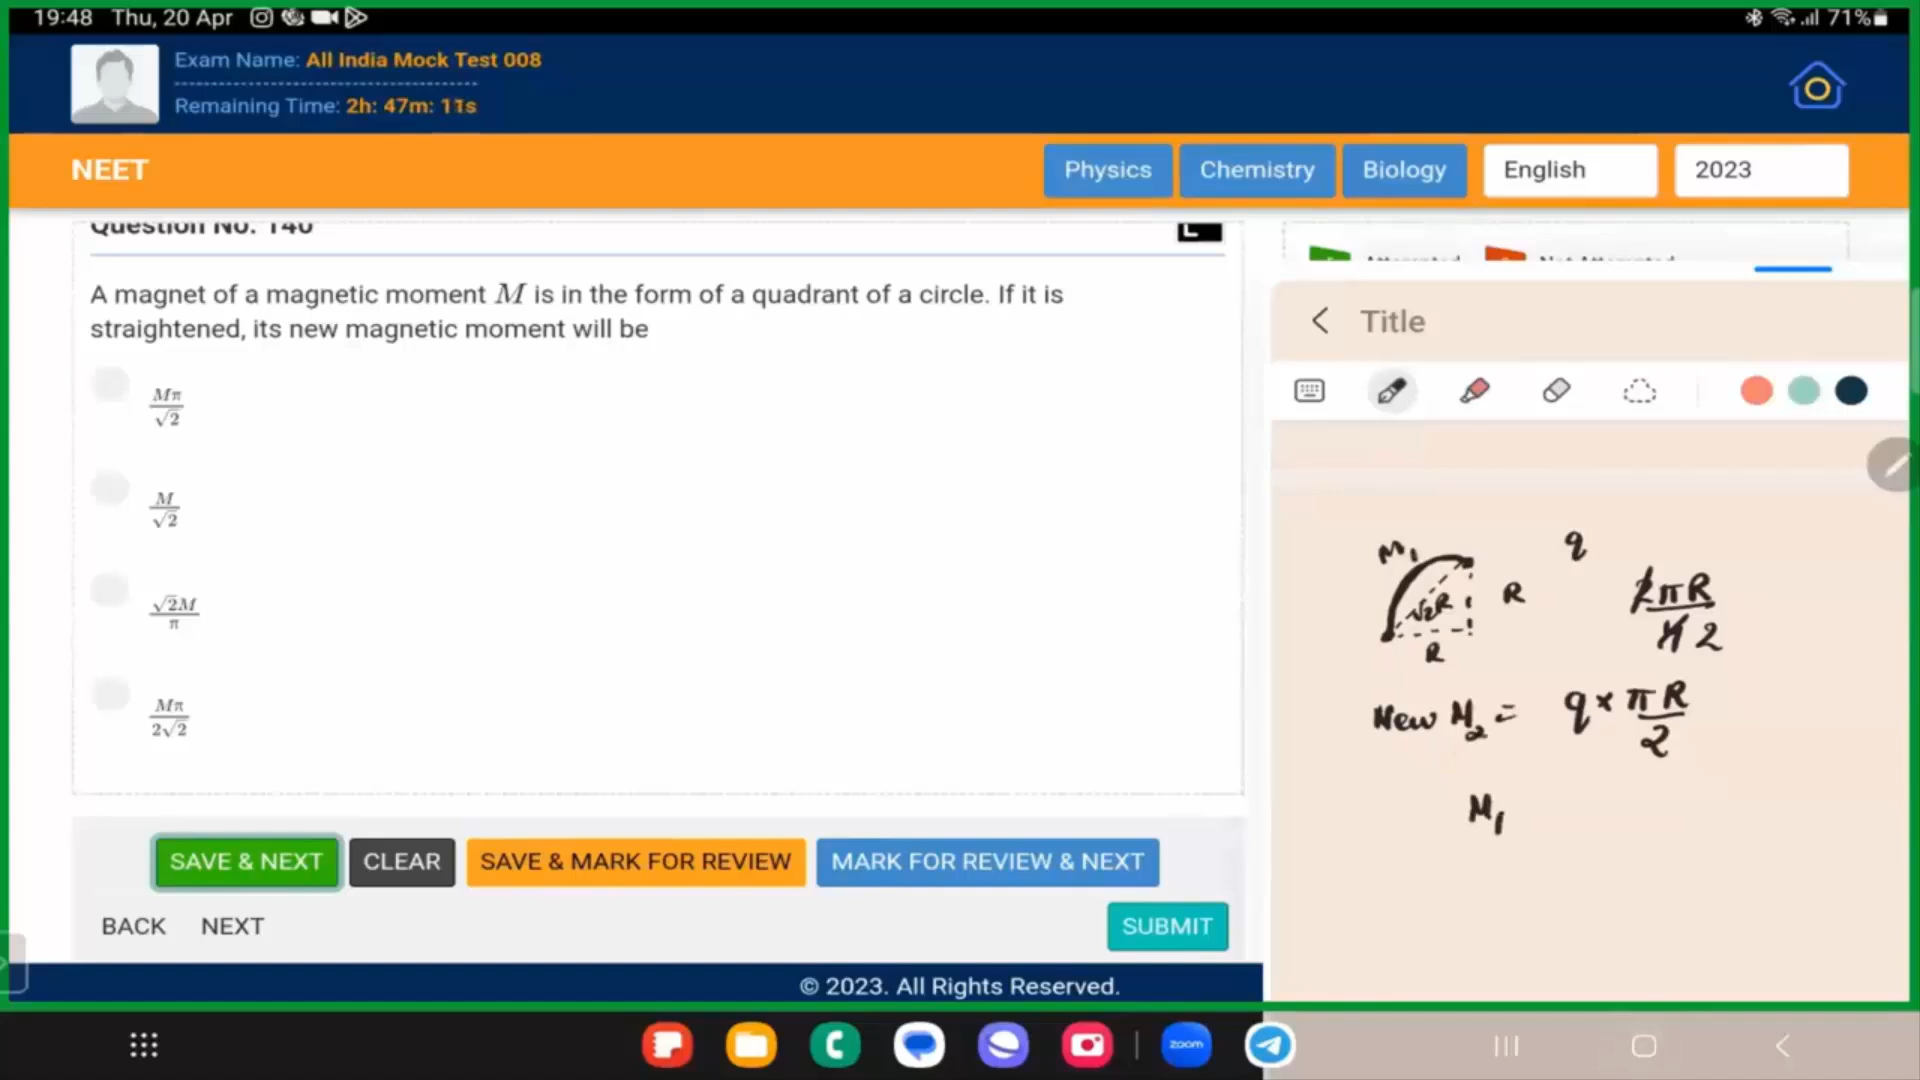 19:48 Thu, 20 Apr 71%
Exam Name: All India Mock Test 008
Remaining Time: 2h: 47m: 11s
NEET Physics Chemistry Biology English 2023
Question No. 140
A magnet of a magnetic moment M is in the form of a quadrant of a circle. If it is
straightened, its new magnetic moment will be
Mπ/√2
M/√2
√2M/π
Mπ/2√2
SAVE & NEXT CLEAR SAVE & MARK FOR REVIEW MARK FOR REVIEW & NEXT
BACK NEXT SUBMIT
© 2023. All Rights Reserved.
Title
M₁ q
√2R R 2πR/4 2
R
New M₂ = q × πR/2
M₁
zoom